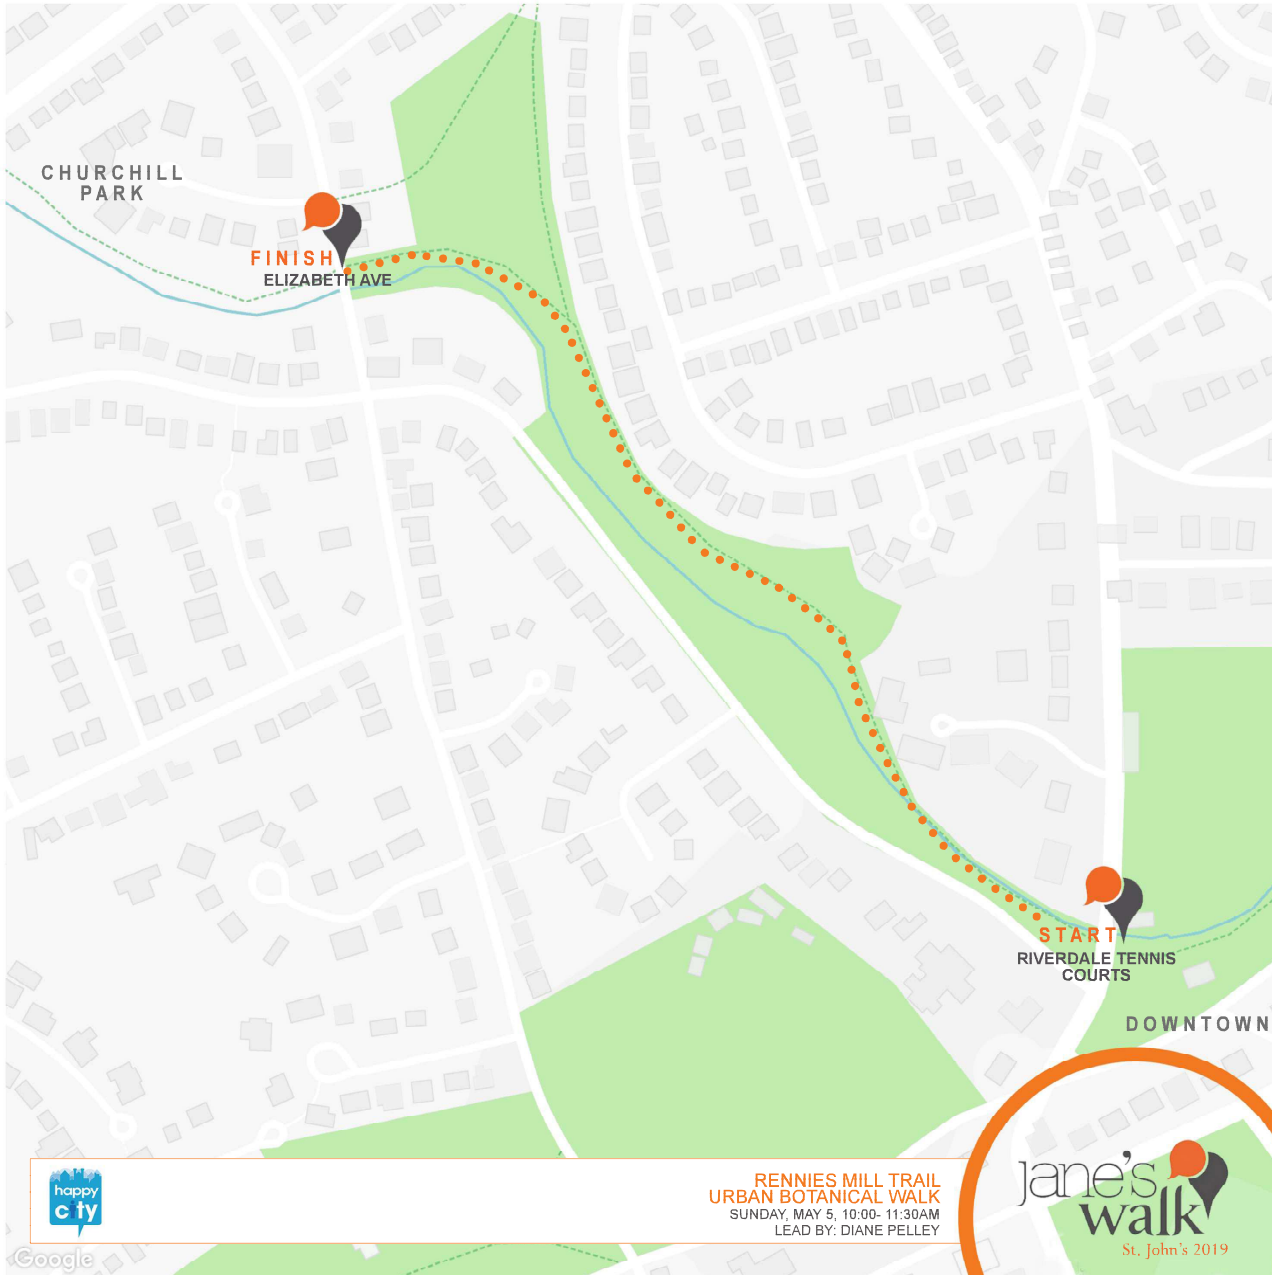 CHURCHILL
PARK
FINISH
ELIZABETH AVE
START
RIVERDALE TENNIS
COURTS
DOWNTOWN
happy
city
RENNIES MILL TRAIL
URBAN BOTANICAL WALK
SUNDAY, MAY 5, 10:00- 11:30AM
LEAD BY: DIANE PELLEY
jane's
walk
St. John's 2019
Google